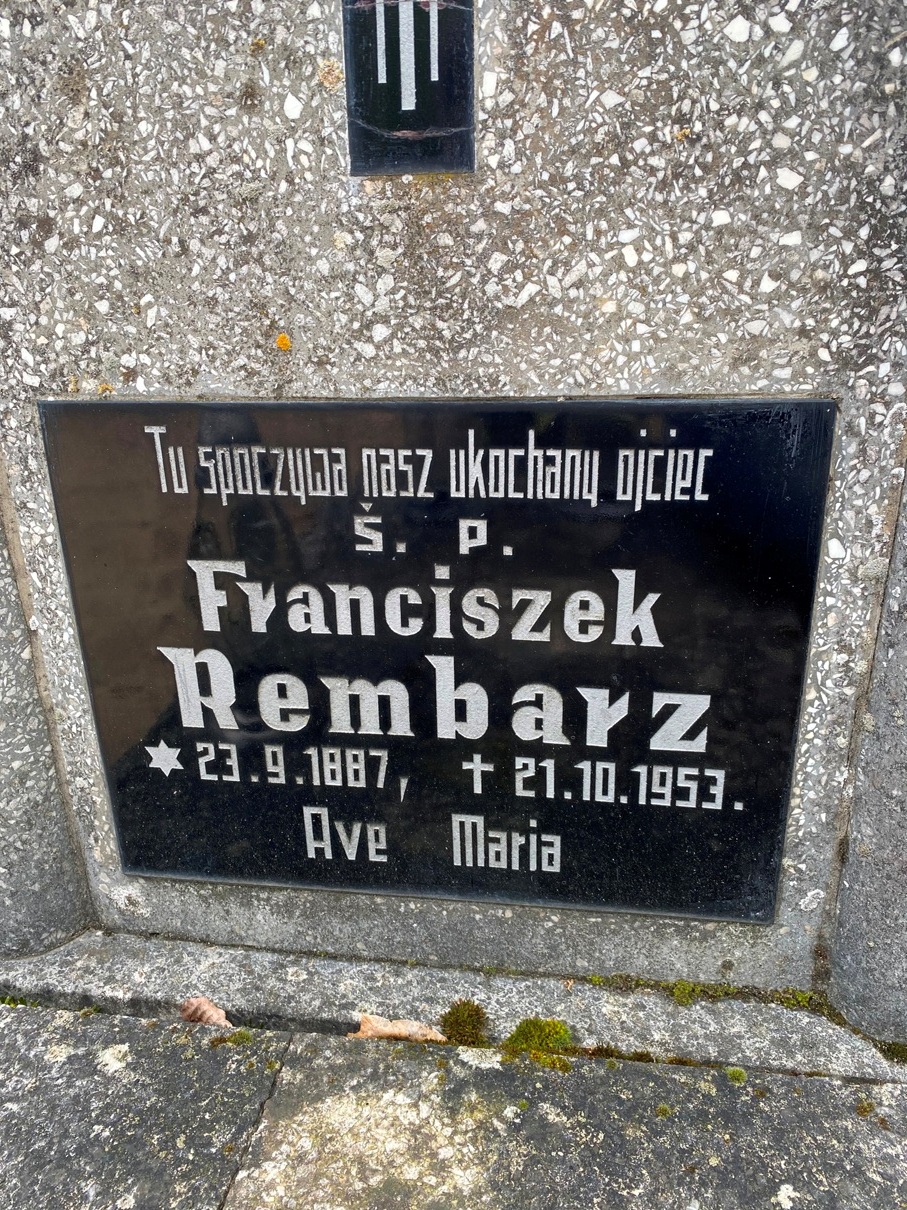 Tu spoczywa nasz ukochany ojciec
Š. p.
Franciszek
Rembarz
✶ 23.9.1887, ✝ 21.10.1953.
Ave Maria